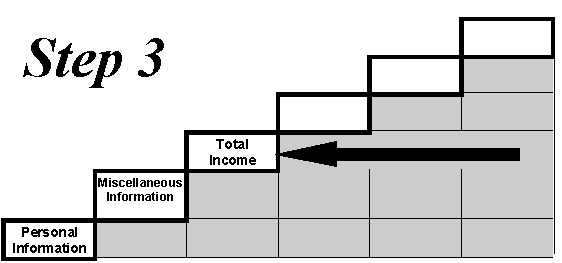 Step 3
Total
Income
Miscellaneous
Information
Personal
Information